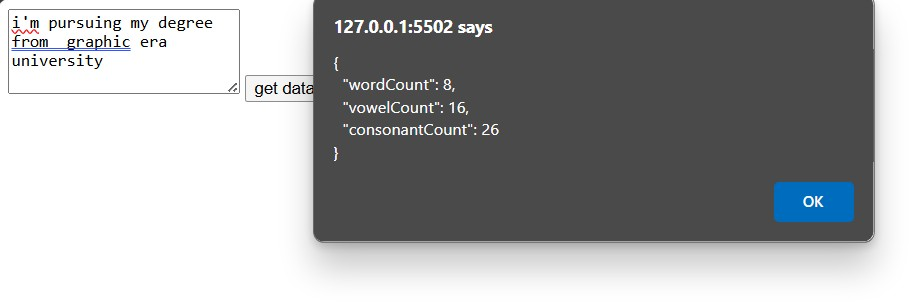 i'm pursuing my degree
from  graphic era
university
get data
127.0.0.1:5502 says
{
  "wordCount": 8,
  "vowelCount": 16,
  "consonantCount": 26
}
OK